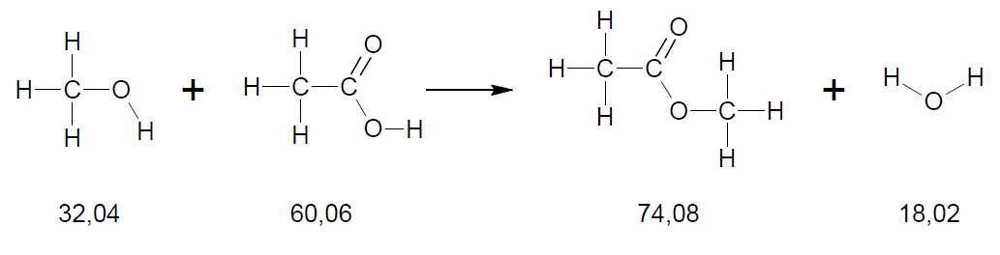 H H H O H
H C O + H C C H C C O H + H H
H H H O H H O C H O
H
32,04 60,06 74,08 18,02